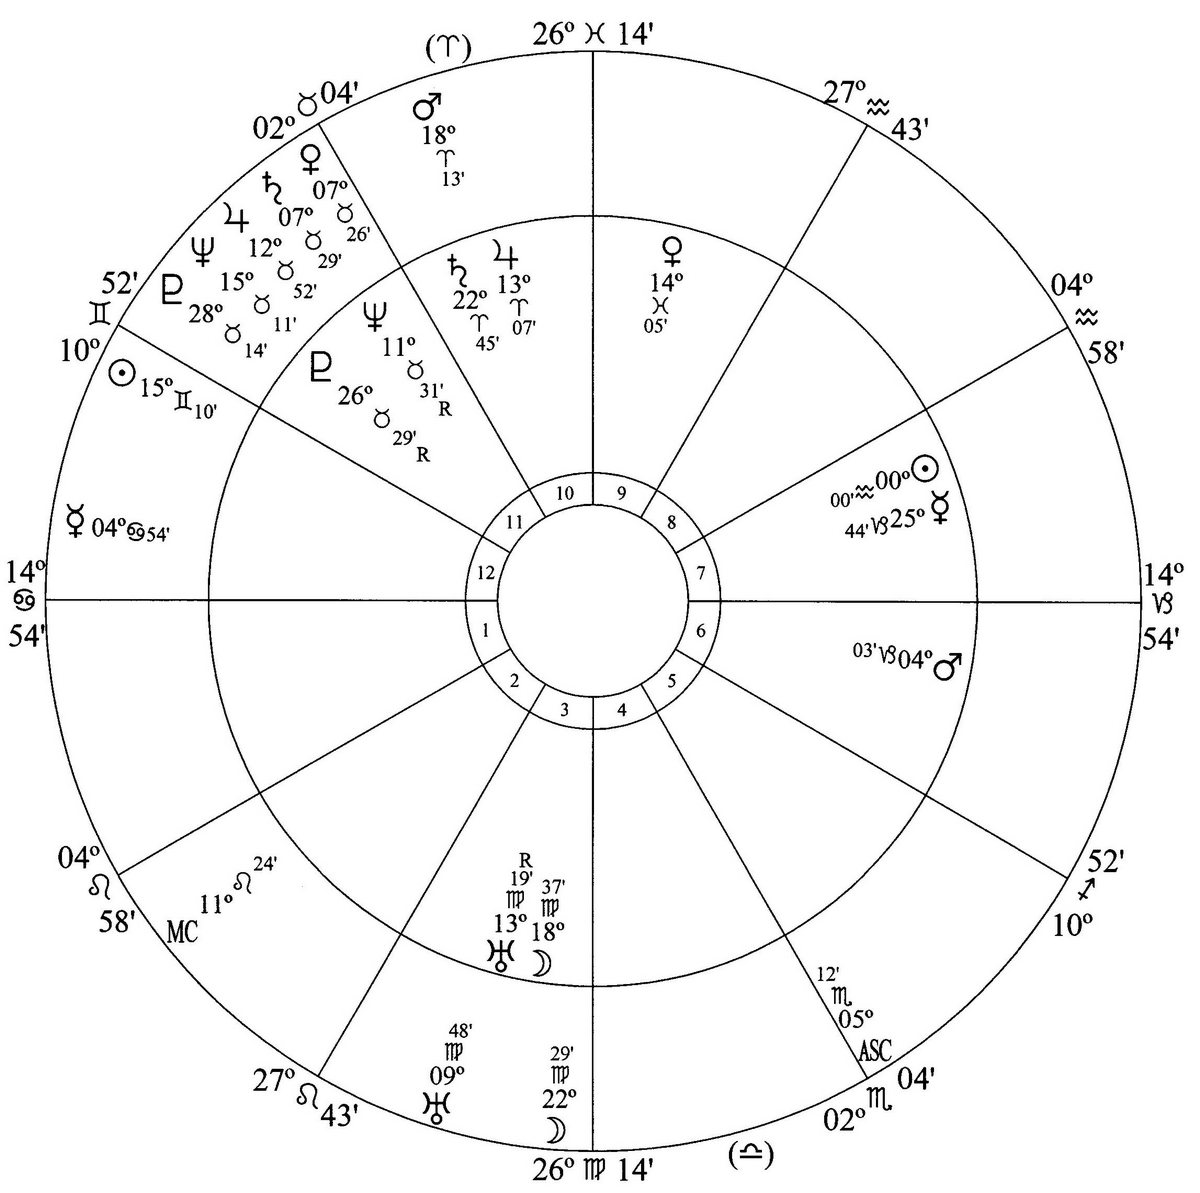 26° ♓ 14'
(♈)
27° ♒ 43'
02° ♉ 04'
♂ 18° ♈ 13'
♀ 07° ♉ 26'
♄ 07° ♉ 29'
♃ 12° ♉ 52'
♆ 15° ♉ 11'
♇ 28° ♉ 14'
♄ 22° ♈ 45'
♃ 13° ♈ 07'
♀ 14° ♓ 05'
04° ♒ 58'
52' ♊ 10°
♆ 11° ♉ 31' R
♇ 26° ♉ 29' R
☉ 15° ♊ 10'
00' ♒ 00° ☉
44' ♑ 25° ☿
☿ 04° ♋ 54'
10
9
11
8
12
7
1
6
2
5
3
4
14° ♋ 54'
14° ♑ 54'
03' ♑ 04° ♂
04° ♌ 58'
MC 11° ♌ 24'
R 19' ♍ 13° ♅
37' ♍ 18° ☽
52' ♐ 10°
12' ♏ 05° ASC
48' ♍ 09° ♅
29' ♍ 22° ☽
27° ♌ 43'
02° ♏ 04'
(♎)
26° ♍ 14'